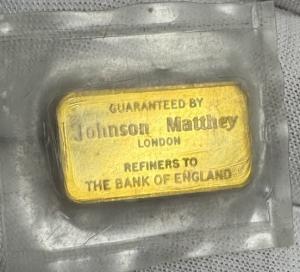 GUARANTEED BY
Johnson Matthey
LONDON
REFINERS TO
THE BANK OF ENGLAND